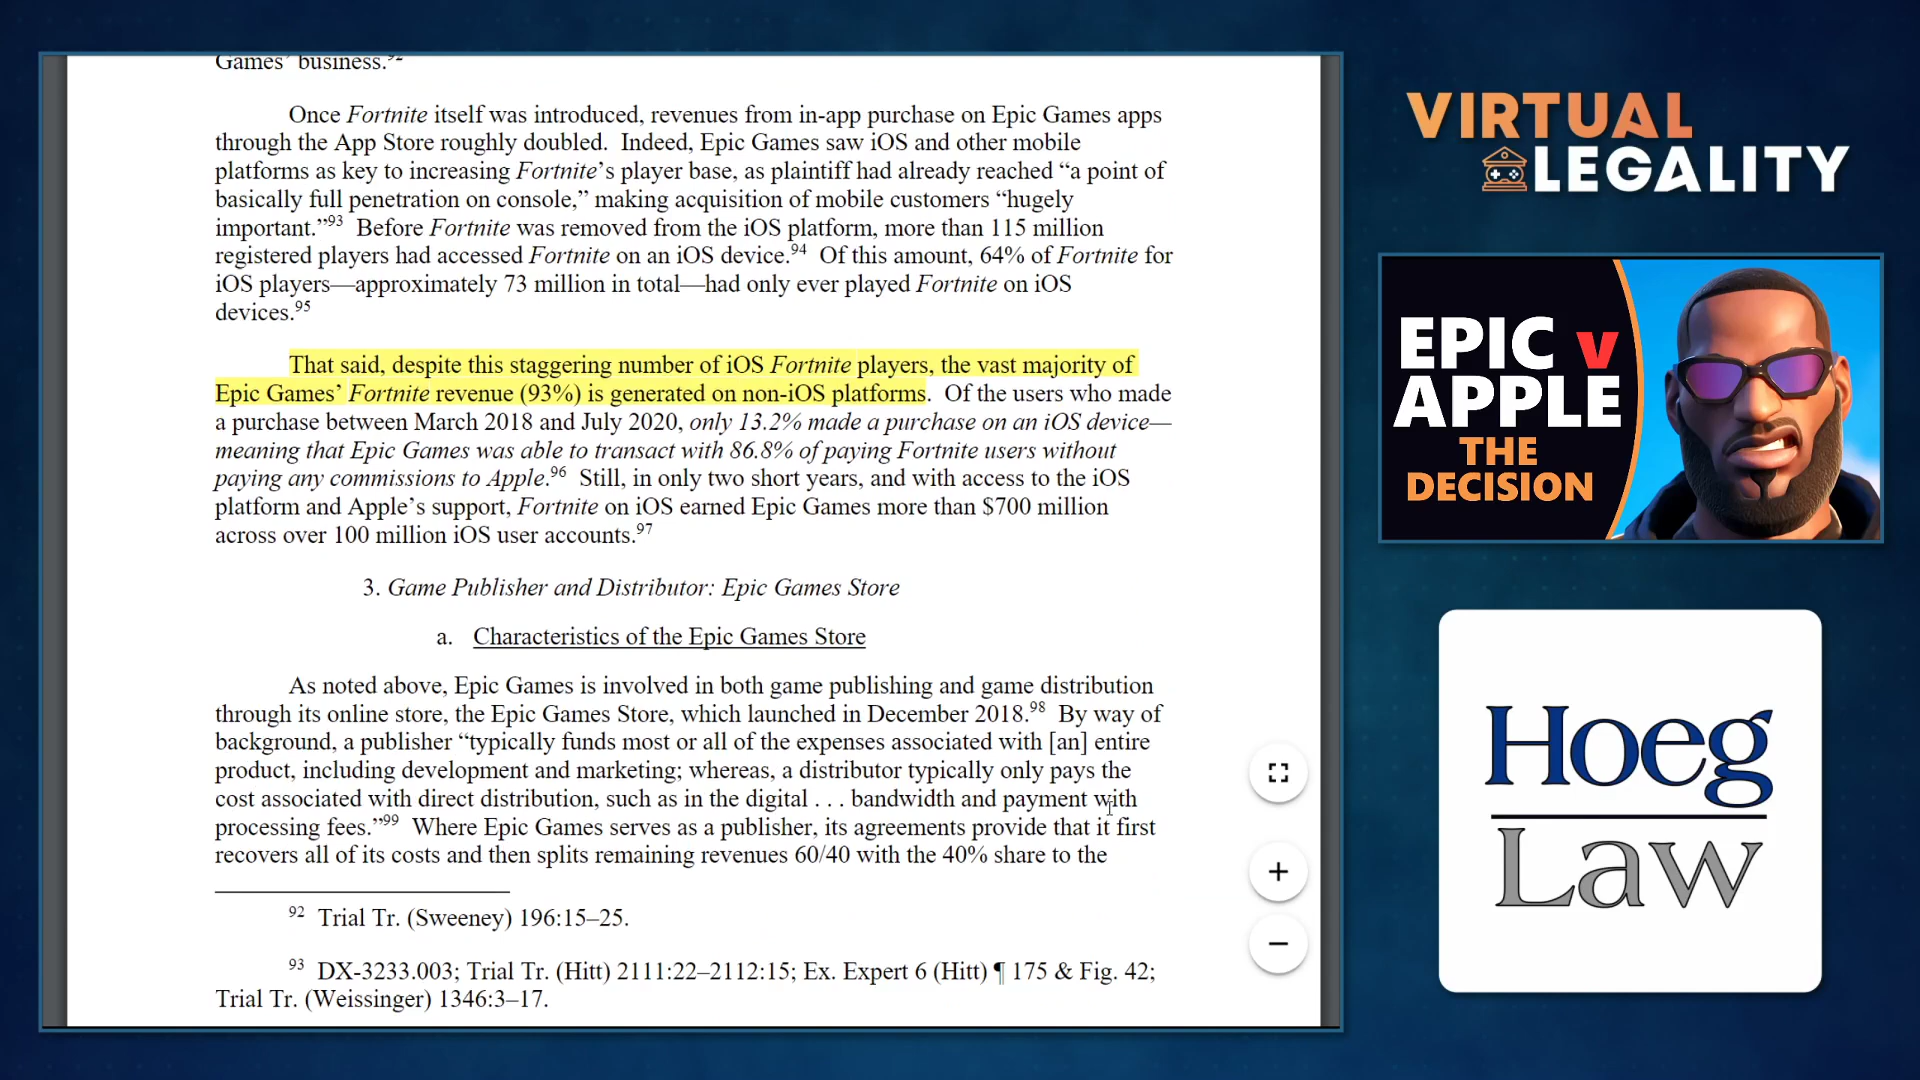 Games’ business.92
Once Fortnite itself was introduced, revenues from in-app purchase on Epic Games apps
through the App Store roughly doubled. Indeed, Epic Games saw iOS and other mobile
platforms as key to increasing Fortnite’s player base, as plaintiff had already reached “a point of
basically full penetration on console,” making acquisition of mobile customers “hugely
important.”93 Before Fortnite was removed from the iOS platform, more than 115 million
registered players had accessed Fortnite on an iOS device.94 Of this amount, 64% of Fortnite for
iOS players—approximately 73 million in total—had only ever played Fortnite on iOS
devices.95
That said, despite this staggering number of iOS Fortnite players, the vast majority of
Epic Games’ Fortnite revenue (93%) is generated on non-iOS platforms. Of the users who made
a purchase between March 2018 and July 2020, only 13.2% made a purchase on an iOS device—
meaning that Epic Games was able to transact with 86.8% of paying Fortnite users without
paying any commissions to Apple.96 Still, in only two short years, and with access to the iOS
platform and Apple’s support, Fortnite on iOS earned Epic Games more than $700 million
across over 100 million iOS user accounts.97
3. Game Publisher and Distributor: Epic Games Store
a. Characteristics of the Epic Games Store
As noted above, Epic Games is involved in both game publishing and game distribution
through its online store, the Epic Games Store, which launched in December 2018.98 By way of
background, a publisher “typically funds most or all of the expenses associated with [an] entire
product, including development and marketing; whereas, a distributor typically only pays the
cost associated with direct distribution, such as in the digital . . . bandwidth and payment with
processing fees.”99 Where Epic Games serves as a publisher, its agreements provide that it first
recovers all of its costs and then splits remaining revenues 60/40 with the 40% share to the
92 Trial Tr. (Sweeney) 196:15–25.
93 DX-3233.003; Trial Tr. (Hitt) 2111:22–2112:15; Ex. Expert 6 (Hitt) ¶ 175 & Fig. 42;
Trial Tr. (Weissinger) 1346:3–17.
VIRTUAL
LEGALITY
EPIC v
APPLE
THE
DECISION
Hoeg
Law